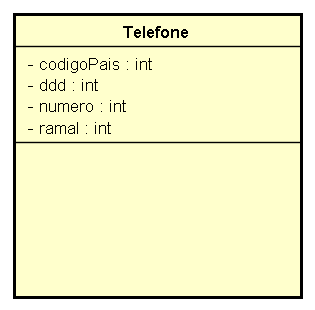 Telefone
- codigoPais : int
- ddd : int
- numero : int
- ramal : int